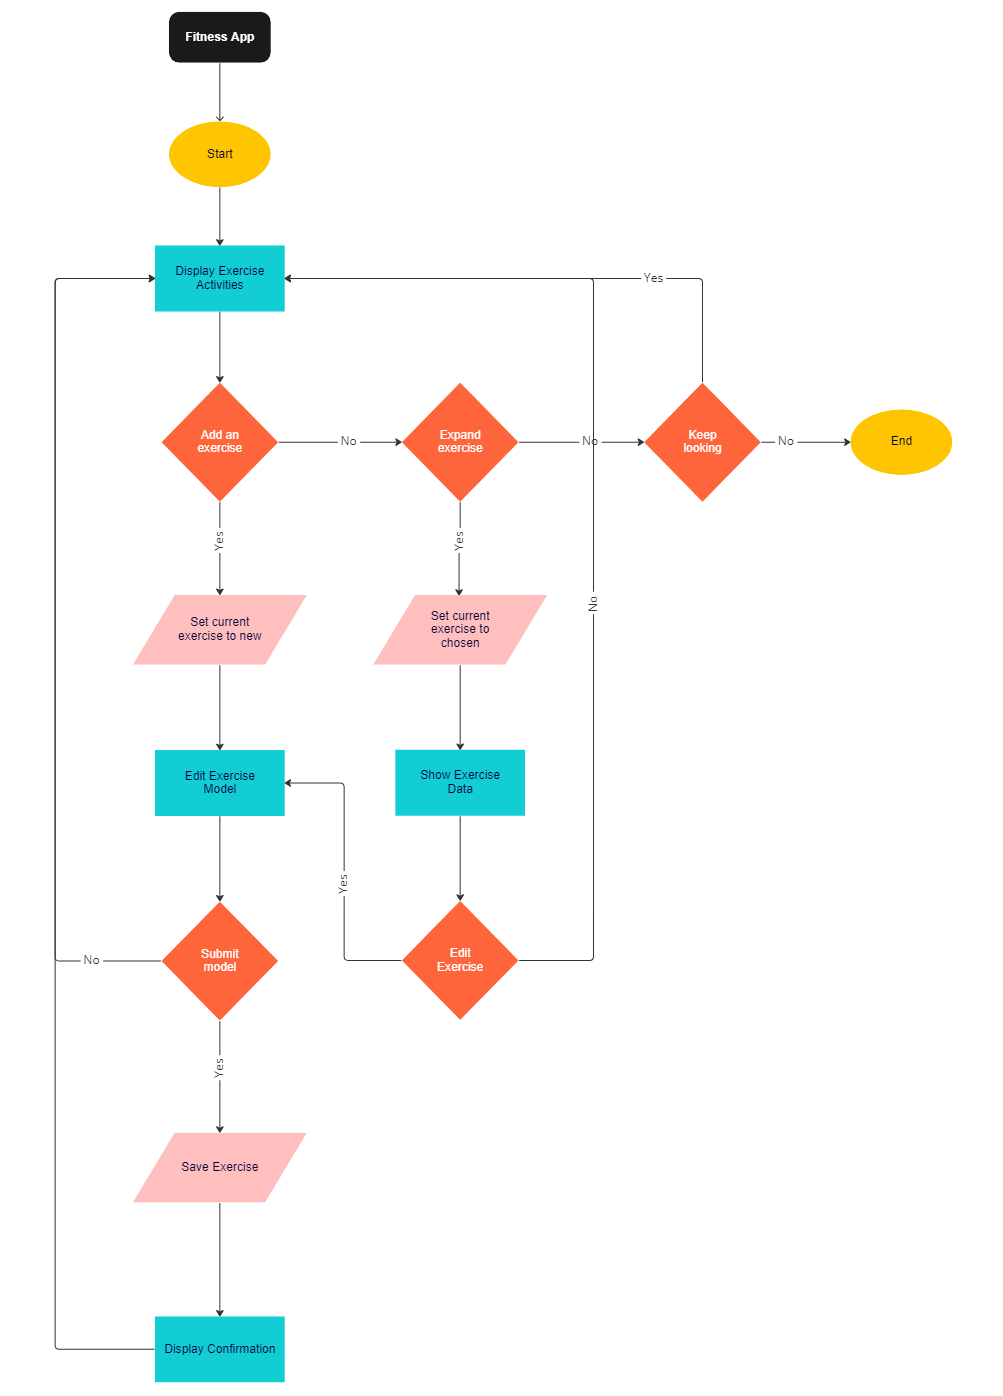 Fitness App
Start
Display Exercise
Activities
Yes
Add an
exercise
No
Expand
exercise
No
Keep
looking
No
End
Yes
Yes
No
Set current
exercise to new
Set current
exercise to
chosen
Edit Exercise
Model
Show Exercise
Data
Yes
Submit
model
No
Edit
Exercise
Yes
Save Exercise
Display Confirmation